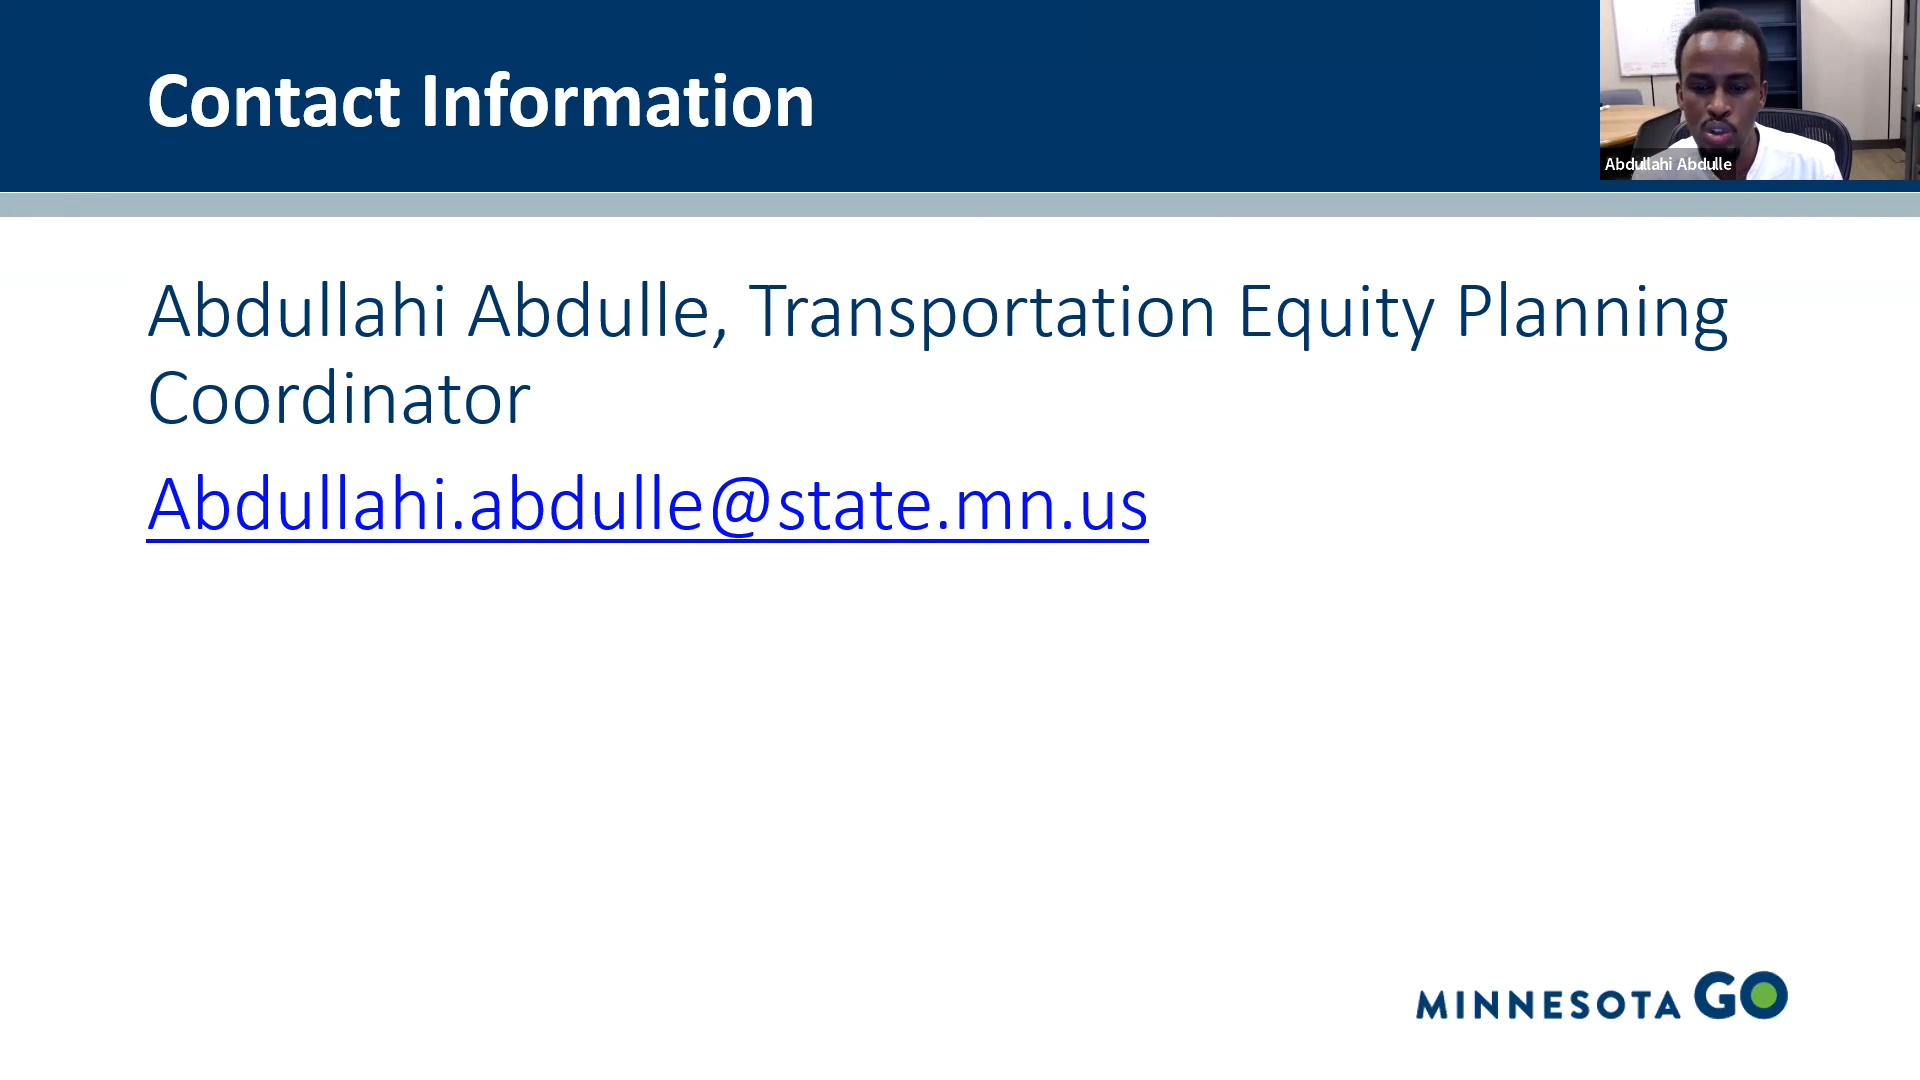 Contact Information
Abdullahi Abdulle
Abdullahi Abdulle, Transportation Equity Planning
Coordinator
Abdullahi.abdulle@state.mn.us
MINNESOTA GO